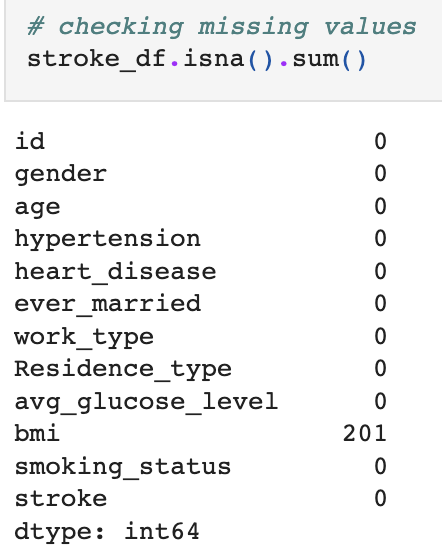 # checking missing values
stroke_df.isna().sum()
id 0
gender 0
age 0
hypertension 0
heart_disease 0
ever_married 0
work_type 0
Residence_type 0
avg_glucose_level 0
bmi 201
smoking_status 0
stroke 0
dtype: int64